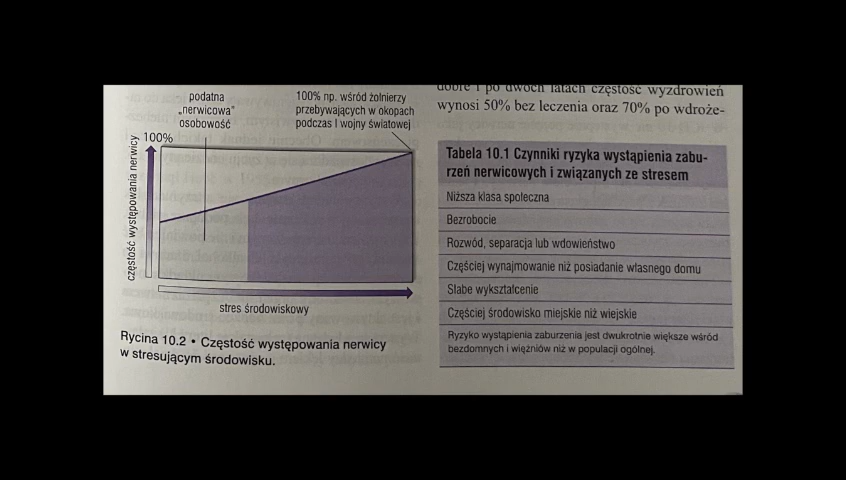 podatna
„nerwicowa”
osobowość
100% np. wśród żołnierzy
przebywających w okopach
podczas I wojny światowej
100%
częstość występowania nerwicy
stres środowiskowy
Rycina 10.2 • Częstość występowania nerwicy
w stresującym środowisku.
dobre i po dwóch latach częstość wyzdrowień
wynosi 50% bez leczenia oraz 70% po wdroże-
Tabela 10.1 Czynniki ryzyka wystąpienia zabu-
rzeń nerwicowych i związanych ze stresem
Niższa klasa społeczna
Bezrobocie
Rozwód, separacja lub wdowieństwo
Częściej wynajmowanie niż posiadanie własnego domu
Słabe wykształcenie
Częściej środowisko miejskie niż wiejskie
Ryzyko wystąpienia zaburzenia jest dwukrotnie większe wśród
bezdomnych i więźniów niż w populacji ogólnej.